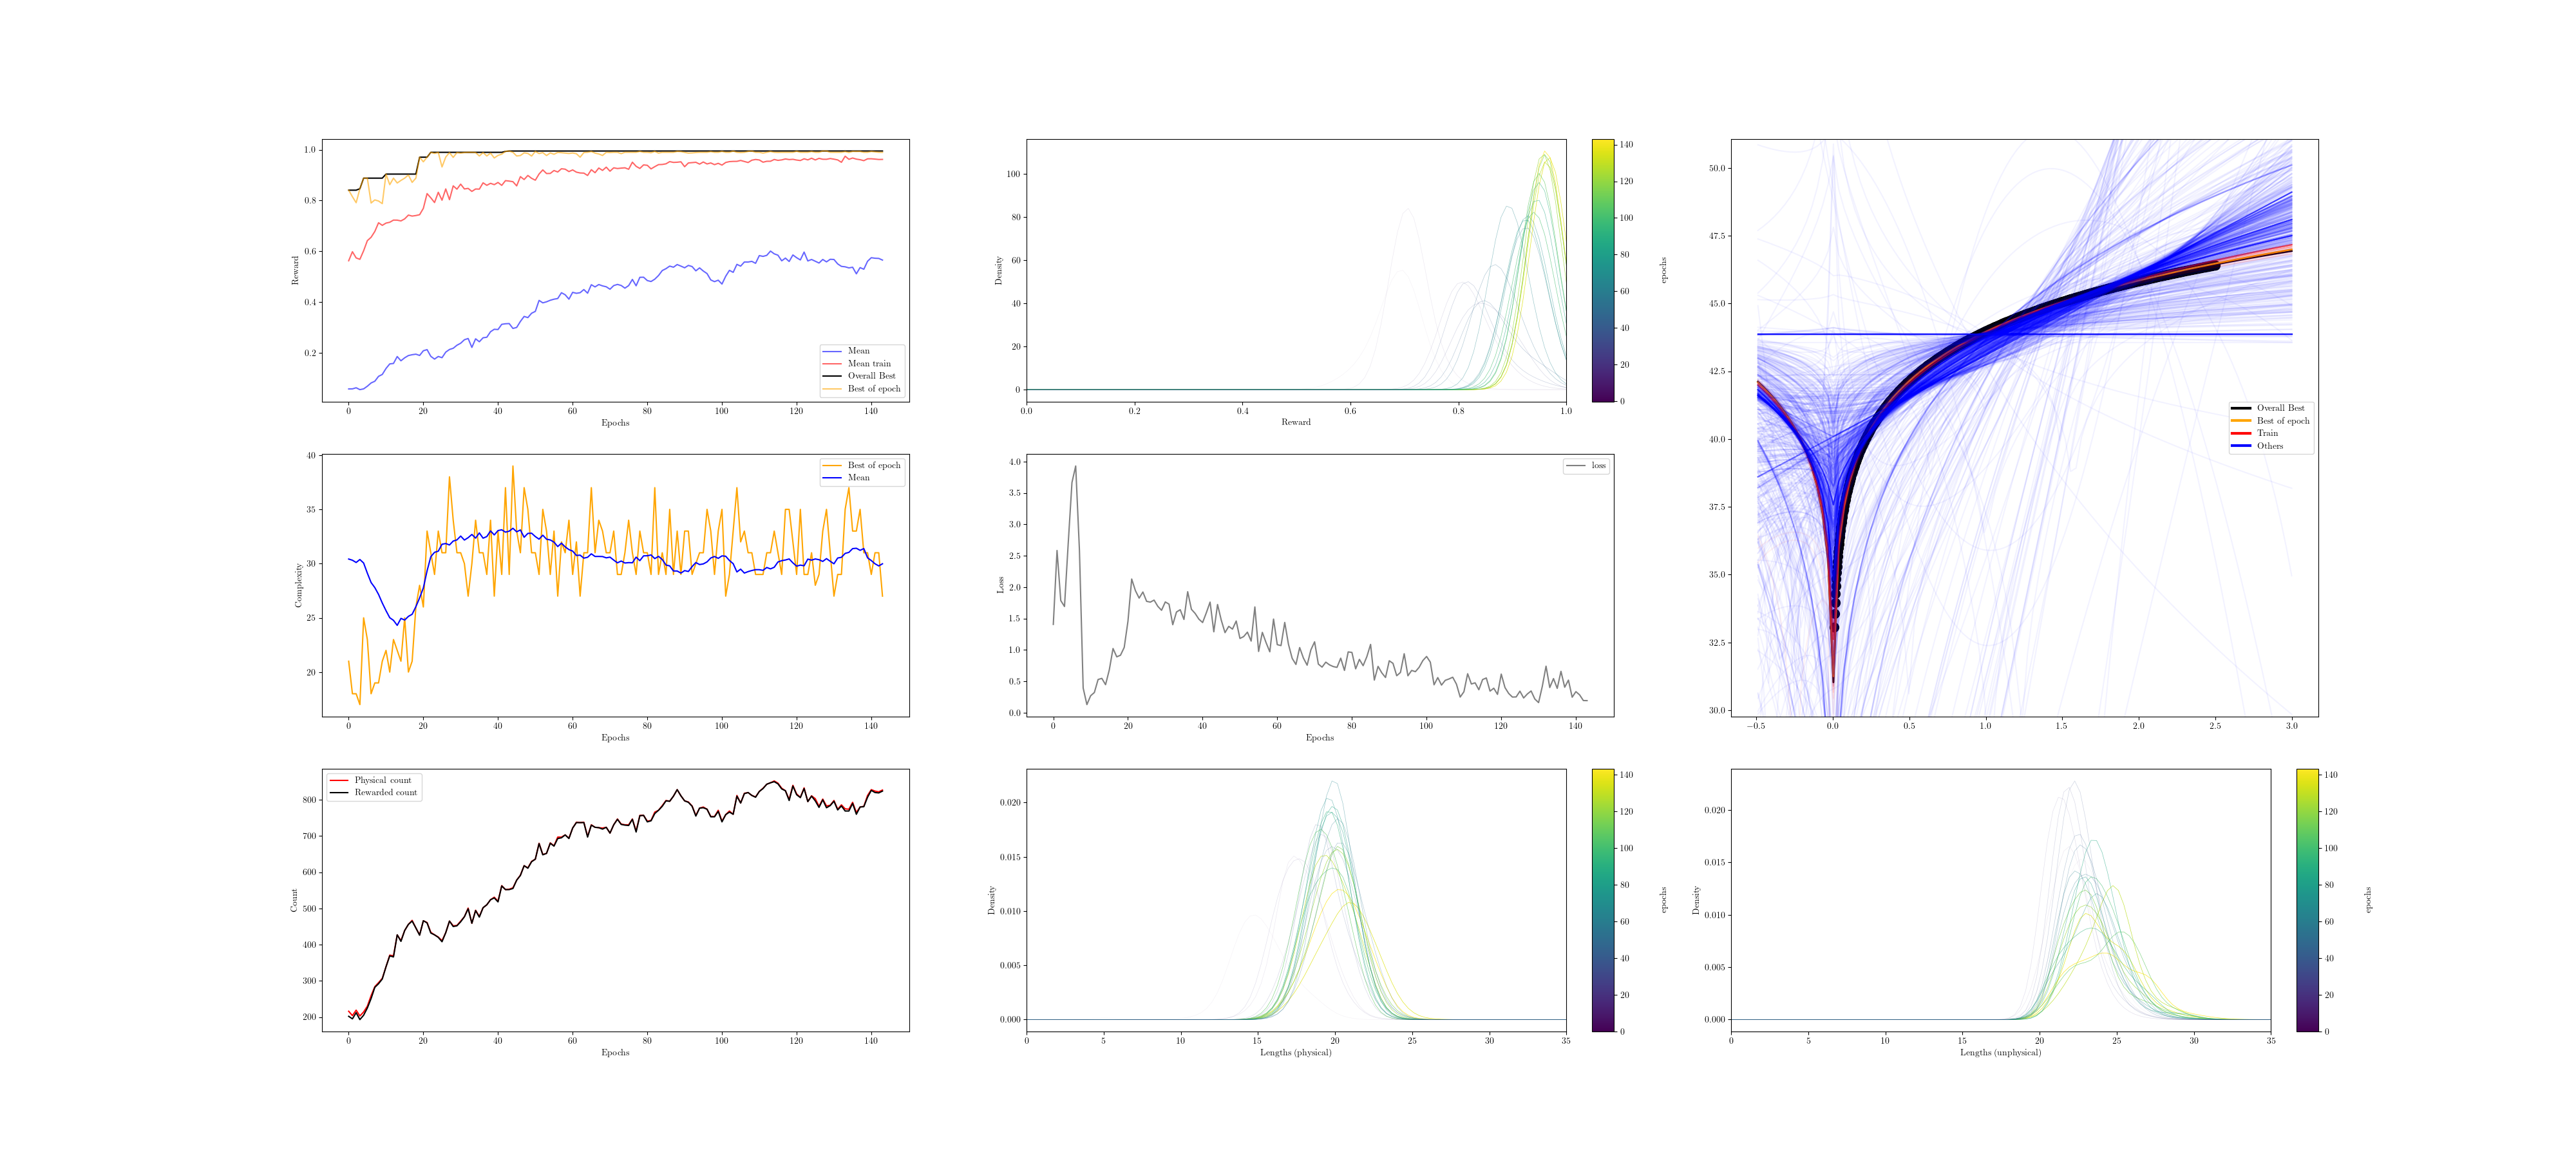 1.0
0.8
0.6
0.4
0.2
Reward
0 20 40 60 80 100 120 140
Epochs
Mean
Mean train
Overall Best
Best of epoch
100
80
60
40
20
0
Density
0.0 0.2 0.4 0.6 0.8 1.0
Reward
140
120
100
80
60
40
20
0
epochs
50.0
47.5
45.0
42.5
40.0
37.5
35.0
32.5
30.0
−0.5 0.0 0.5 1.0 1.5 2.0 2.5 3.0
Overall Best
Best of epoch
Train
Others
40
35
30
25
20
Complexity
0 20 40 60 80 100 120 140
Epochs
Best of epoch
Mean
4.0
3.5
3.0
2.5
2.0
1.5
1.0
0.5
0.0
Loss
0 20 40 60 80 100 120 140
Epochs
loss
800
700
600
500
400
300
200
Count
0 20 40 60 80 100 120 140
Epochs
Physical count
Rewarded count
0.020
0.015
0.010
0.005
0.000
Density
0 5 10 15 20 25 30 35
Lengths (physical)
140
120
100
80
60
40
20
0
epochs
0.020
0.015
0.010
0.005
0.000
Density
0 5 10 15 20 25 30 35
Lengths (unphysical)
140
120
100
80
60
40
20
0
epochs